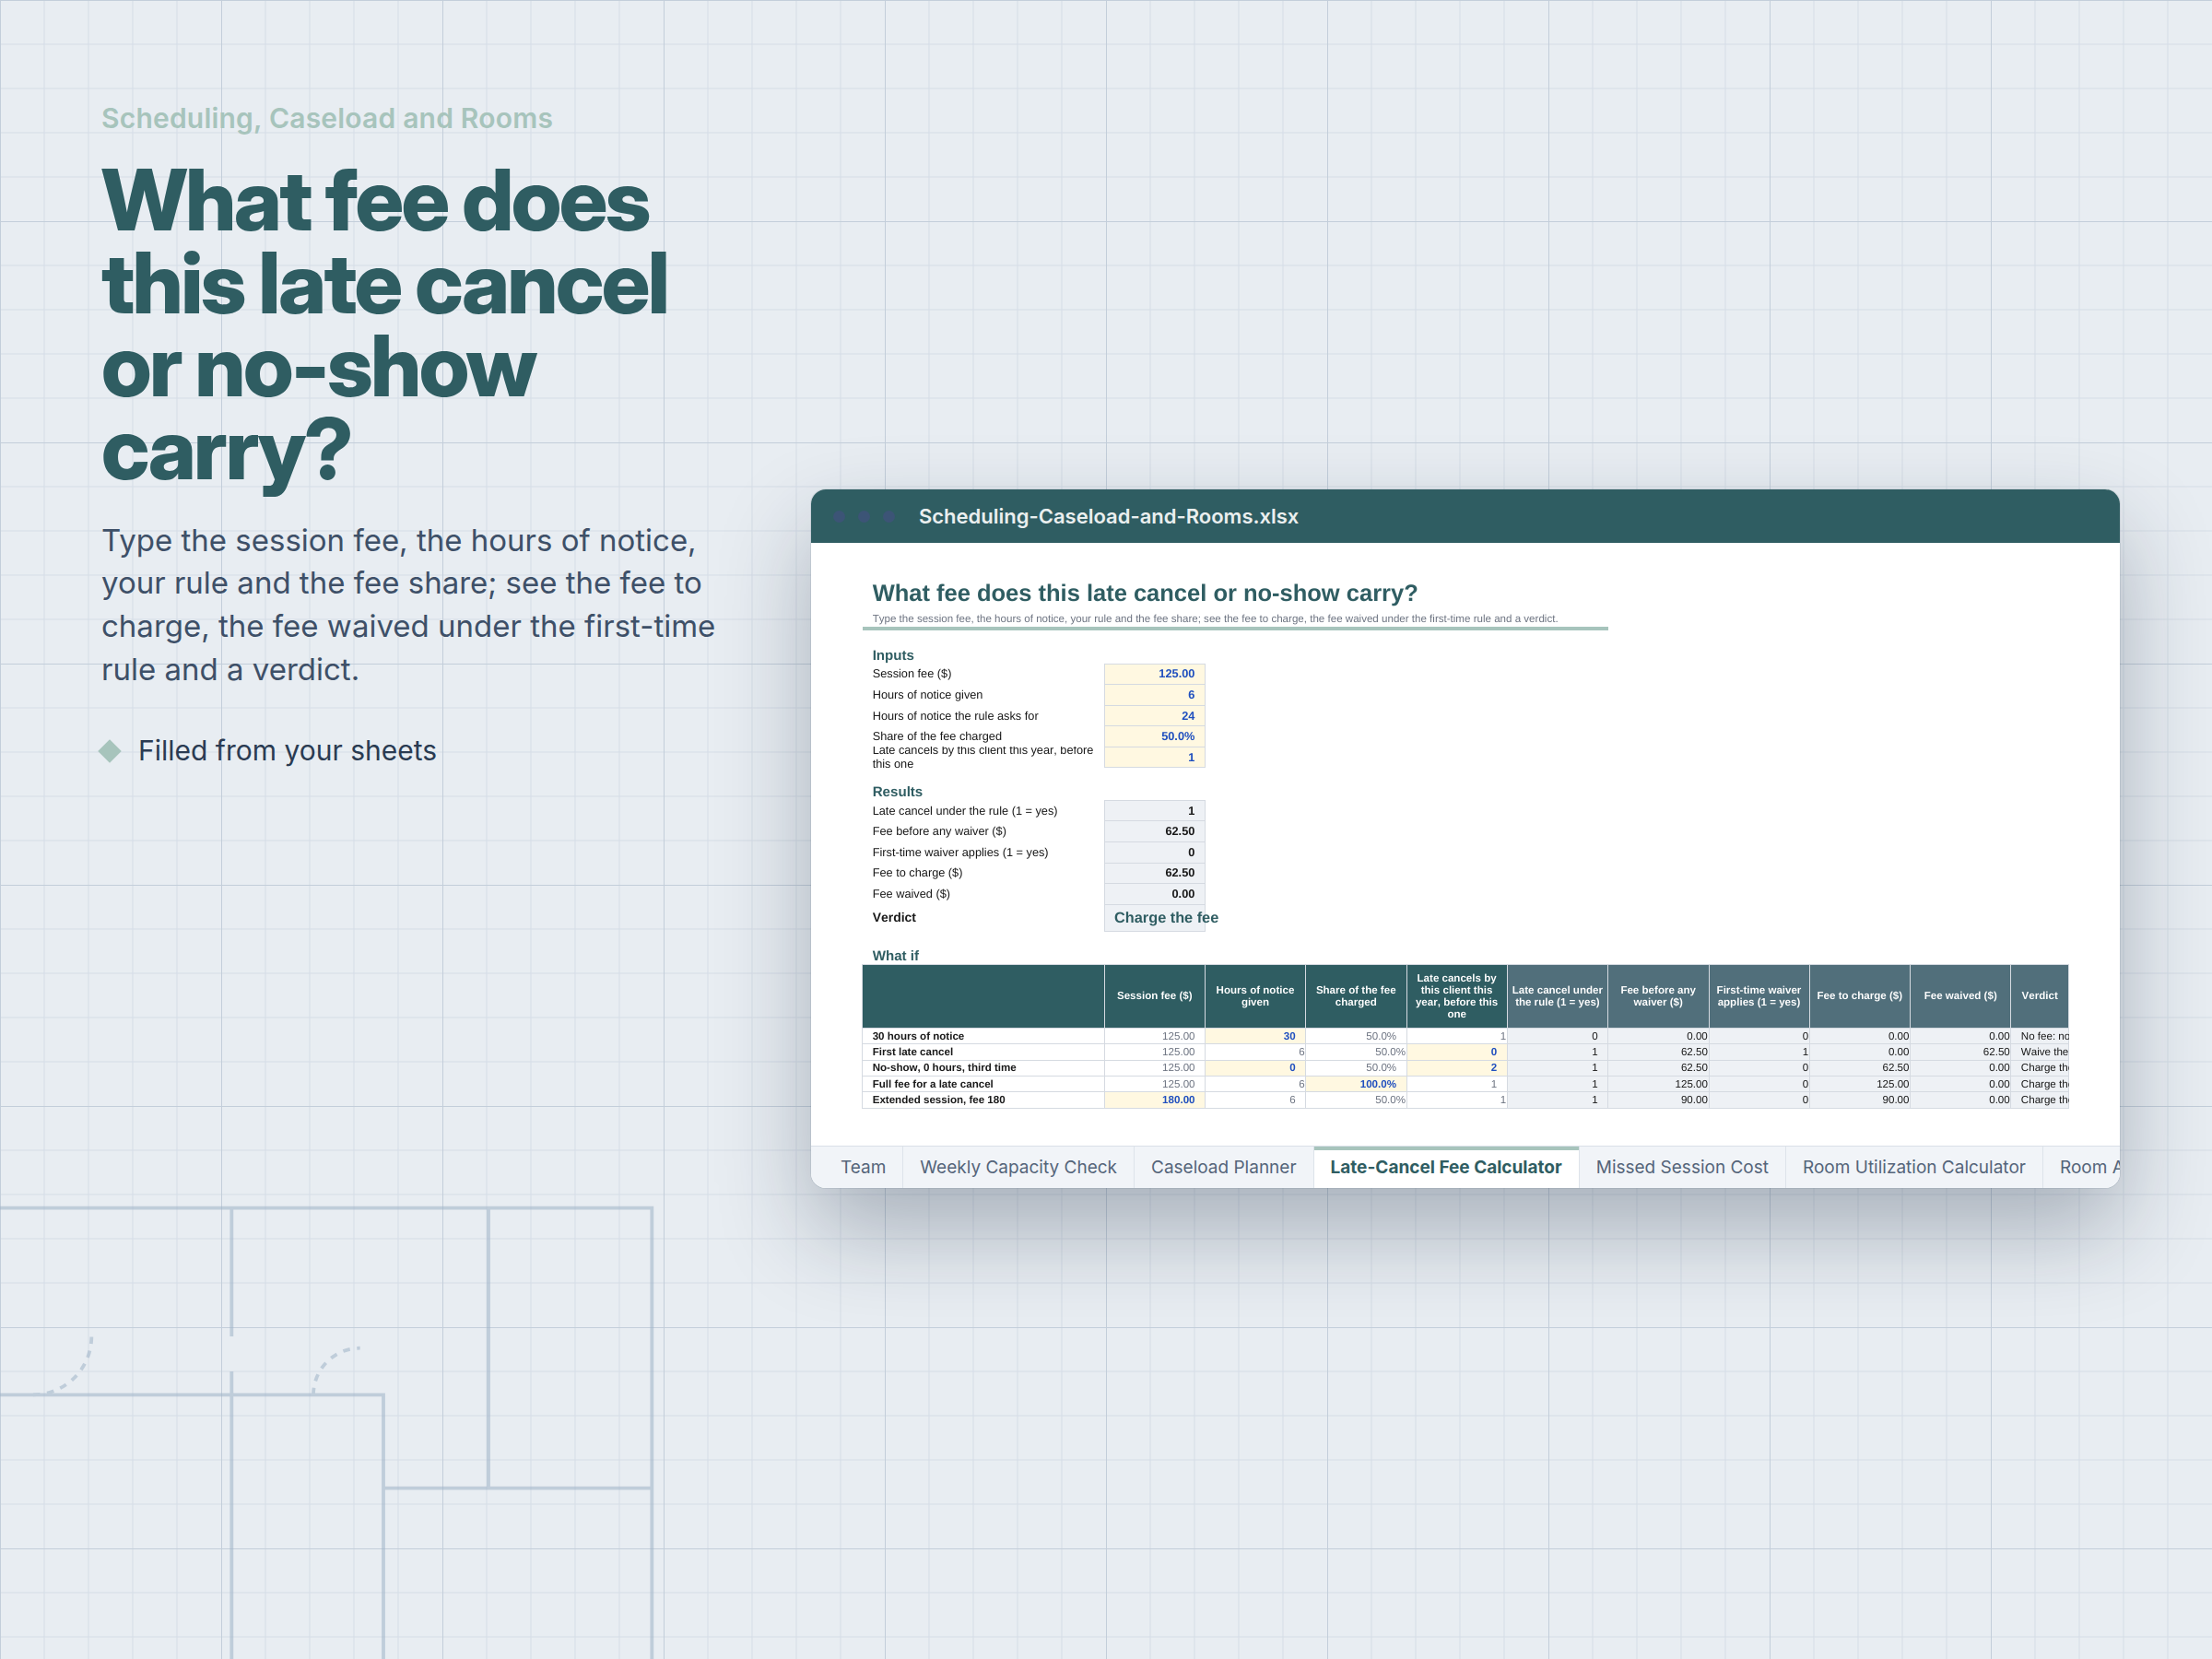 Scheduling, Caseload and Rooms
What fee does
this late cancel
or no-show
carry?
Type the session fee, the hours of notice,
your rule and the fee share; see the fee to
charge, the fee waived under the first-time
rule and a verdict.
Filled from your sheets
Scheduling-Caseload-and-Rooms.xlsx
What fee does this late cancel or no-show carry?
Type the session fee, the hours of notice, your rule and the fee share; see the fee to charge, the fee waived under the first-time rule and a verdict.
Inputs
Session fee ($) 125.00
Hours of notice given 6
Hours of notice the rule asks for 24
Share of the fee charged 50.0%
Late cancels by this client this year, before
this one 1
Results
Late cancel under the rule (1 = yes) 1
Fee before any waiver ($) 62.50
First-time waiver applies (1 = yes) 0
Fee to charge ($) 62.50
Fee waived ($) 0.00
Verdict Charge the fee
What if
Session fee ($) Hours of notice given Share of the fee charged Late cancels by this client this year, before this one Late cancel under the rule (1 = yes) Fee before any waiver ($) First-time waiver applies (1 = yes) Fee to charge ($) Fee waived ($) Verdict
30 hours of notice 125.00 30 50.0% 1 0 0.00 0 0.00 0.00 No fee: no
First late cancel 125.00 6 50.0% 0 1 62.50 1 0.00 62.50 Waive the
No-show, 0 hours, third time 125.00 0 50.0% 2 1 62.50 0 62.50 0.00 Charge th
Full fee for a late cancel 125.00 6 100.0% 1 1 125.00 0 125.00 0.00 Charge th
Extended session, fee 180 180.00 6 50.0% 1 1 90.00 0 90.00 0.00 Charge th
Team Weekly Capacity Check Caseload Planner Late-Cancel Fee Calculator Missed Session Cost Room Utilization Calculator Room A